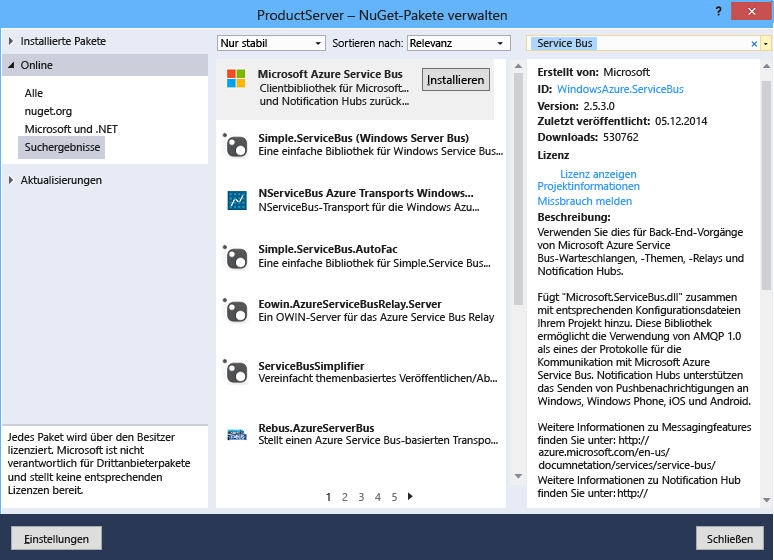 ProductServer – NuGet-Pakete verwalten
?
Installierte Pakete
Online
Alle
nuget.org
Microsoft und .NET
Suchergebnisse
Aktualisierungen
Jedes Paket wird über den Besitzer
lizenziert. Microsoft ist nicht
verantwortlich für Drittanbieterpakete
und stellt keine entsprechenden
Lizenzen bereit.
Nur stabil
Sortieren nach: Relevanz
Microsoft Azure Service Bus
Clientbibliothek für Microsoft...
und Notification Hubs zurück...
Installieren
Simple.ServiceBus (Windows Server Bus)
Eine einfache Bibliothek für Windows Service Bus...
NServiceBus Azure Transports Windows...
NServiceBus-Transport für die Windows Azu...
Simple.ServiceBus.AutoFac
Eine einfache Bibliothek für Simple.Service Bus...
Eowin.AzureServiceBusRelay.Server
Ein OWIN-Server für das Azure Service Bus Relay
ServiceBusSimplifier
Vereinfacht themenbasiertes Veröffentlichen/Ab...
Rebus.AzureServerBus
Stellt einen Azure Service Bus-basierten Transpo...
1 2 3 4 5
Service Bus
Erstellt von: Microsoft
ID: WindowsAzure.ServiceBus
Version: 2.5.3.0
Zuletzt veröffentlicht: 05.12.2014
Downloads: 530762
Lizenz
Lizenz anzeigen
Projektinformationen
Missbrauch melden
Beschreibung:
Verwenden Sie dies für Back-End-Vorgänge
von Microsoft Azure Service
Bus-Warteschlangen, -Themen, -Relays und
Notification Hubs.
Fügt "Microsoft.ServiceBus.dll" zusammen
mit entsprechenden Konfigurationsdateien
Ihrem Projekt hinzu. Diese Bibliothek
ermöglicht die Verwendung von AMQP 1.0
als eines der Protokolle für die
Kommunikation mit Microsoft Azure
Service Bus. Notification Hubs unterstützen
das Senden von Pushbenachrichtigungen an
Windows, Windows Phone, iOS und Android.
Weitere Informationen zu Messagingfeatures
finden Sie unter: http://
azure.microsoft.com/en-us/
documnetation/services/service-bus/
Weitere Informationen zu Notification Hub
finden Sie unter: http://
Einstellungen
Schließen